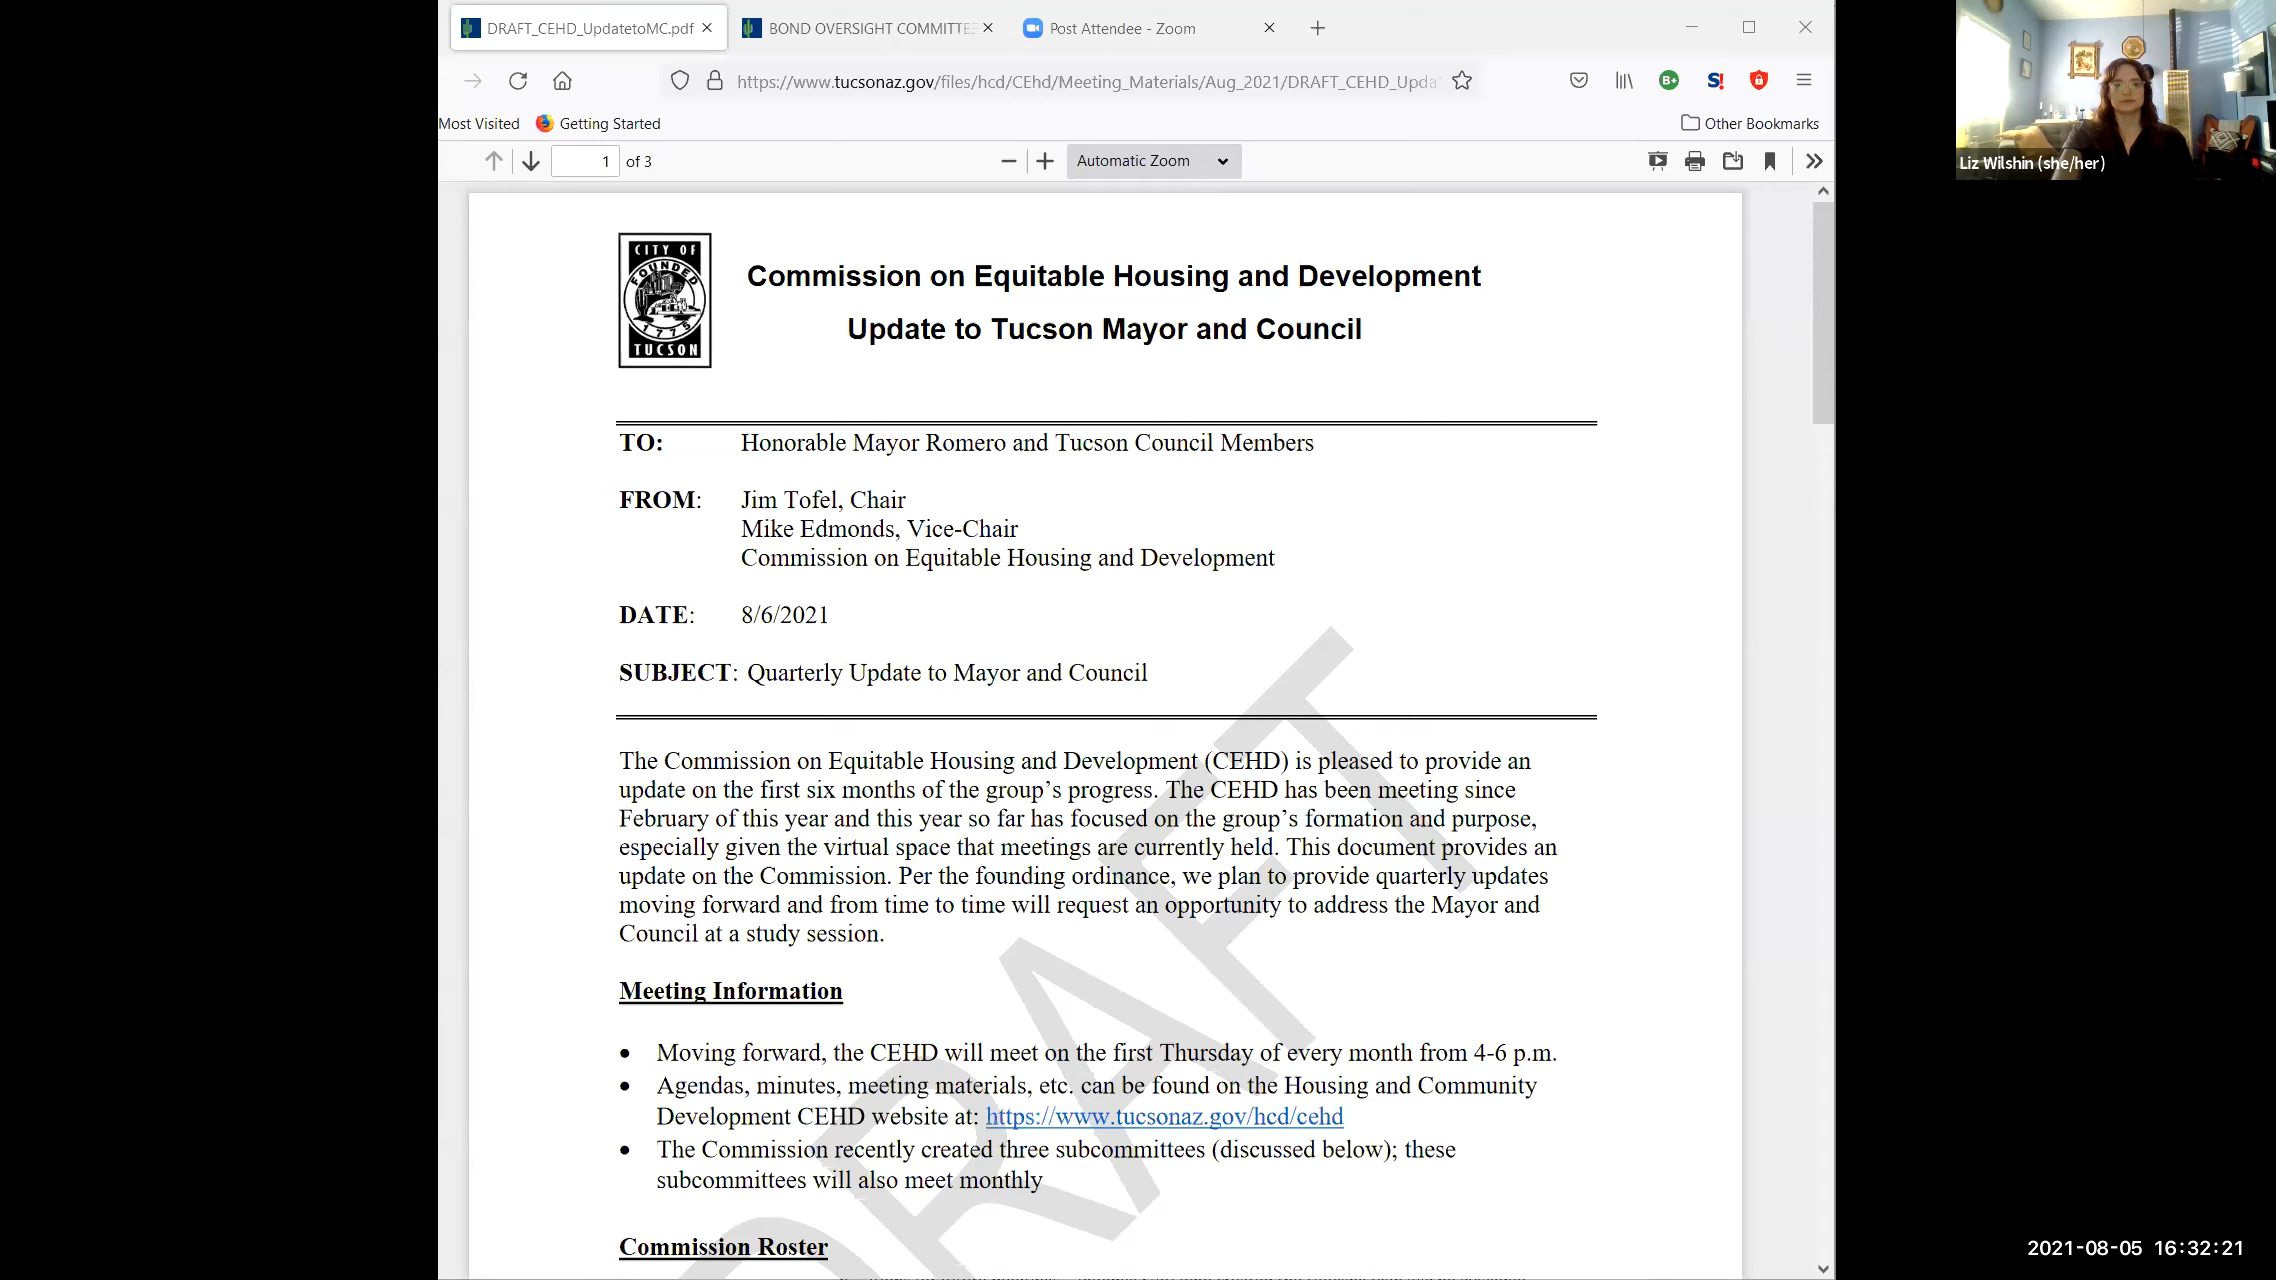 DRAFT_CEHD_UpdatetoMC.pdf
BOND OVERSIGHT COMMITTE
Post Attendee - Zoom
https://www.tucsonaz.gov/files/hcd/CEhd/Meeting_Materials/Aug_2021/DRAFT_CEHD_Upda
B+
S!
Most Visited
Getting Started
Other Bookmarks
1 of 3
Automatic Zoom
Liz Wilshin (she/her)
CITY OF
FOUNDED
1775
TUCSON
Commission on Equitable Housing and Development
Update to Tucson Mayor and Council
TO: Honorable Mayor Romero and Tucson Council Members
FROM: Jim Tofel, Chair
Mike Edmonds, Vice-Chair
Commission on Equitable Housing and Development
DATE: 8/6/2021
SUBJECT: Quarterly Update to Mayor and Council
The Commission on Equitable Housing and Development (CEHD) is pleased to provide an
update on the first six months of the group’s progress. The CEHD has been meeting since
February of this year and this year so far has focused on the group’s formation and purpose,
especially given the virtual space that meetings are currently held. This document provides an
update on the Commission. Per the founding ordinance, we plan to provide quarterly updates
moving forward and from time to time will request an opportunity to address the Mayor and
Council at a study session.
Meeting Information
• Moving forward, the CEHD will meet on the first Thursday of every month from 4-6 p.m.
• Agendas, minutes, meeting materials, etc. can be found on the Housing and Community
Development CEHD website at: https://www.tucsonaz.gov/hcd/cehd
• The Commission recently created three subcommittees (discussed below); these
subcommittees will also meet monthly
Commission Roster
DRAFT
2021-08-05 16:32:21